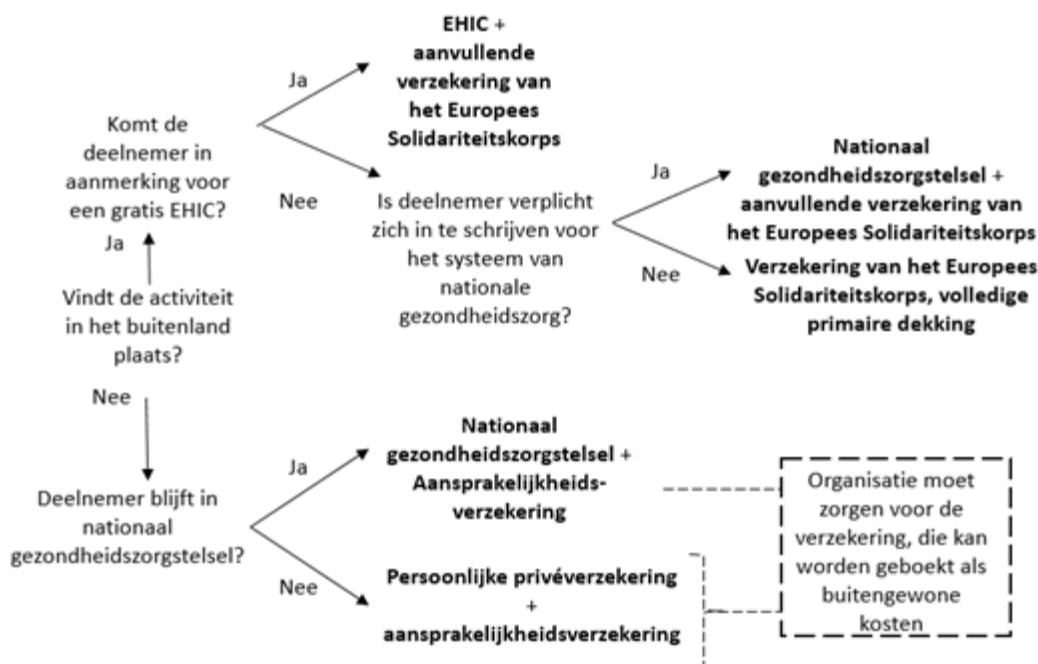 EHIC +
aanvullende
verzekering van
het Europees
Solidariteitskorps
Ja
Komt de
deelnemer in
aanmerking voor
een gratis EHIC?
Nee
Is deelnemer verplicht
zich in te schrijven voor
het systeem van
nationale
gezondheidszorg?
Ja
Nationaal
gezondheidszorgstelsel +
aanvullende verzekering van
het Europees Solidariteitskorps
Nee
Verzekering van het Europees
Solidariteitskorps, volledige
primaire dekking
Ja
Vindt de activiteit
in het buitenland
plaats?
Nee
Deelnemer blijft in
nationaal
gezondheidszorgstelsel?
Ja
Nationaal
gezondheidszorgstelsel +
Aansprakelijkheids-
verzekering
Nee
Persoonlijke privéverzekering
+
aansprakelijkheidsverzekering
Organisatie moet
zorgen voor de
verzekering, die kan
worden geboekt als
buitengewone
kosten